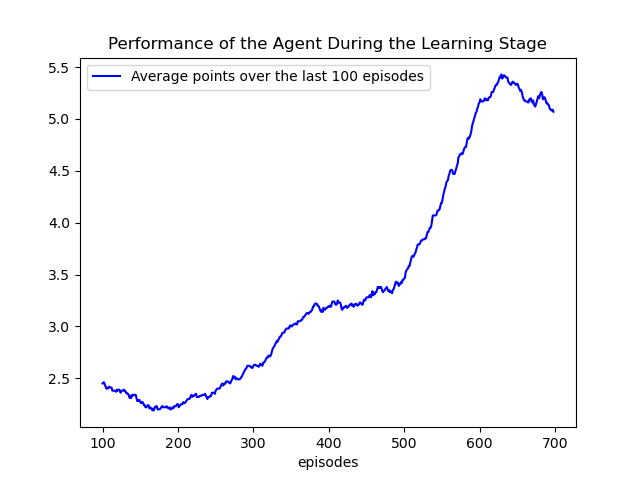 Performance of the Agent During the Learning Stage
Average points over the last 100 episodes
5.5
5.0
4.5
4.0
3.5
3.0
2.5
100 200 300 400 500 600 700
episodes